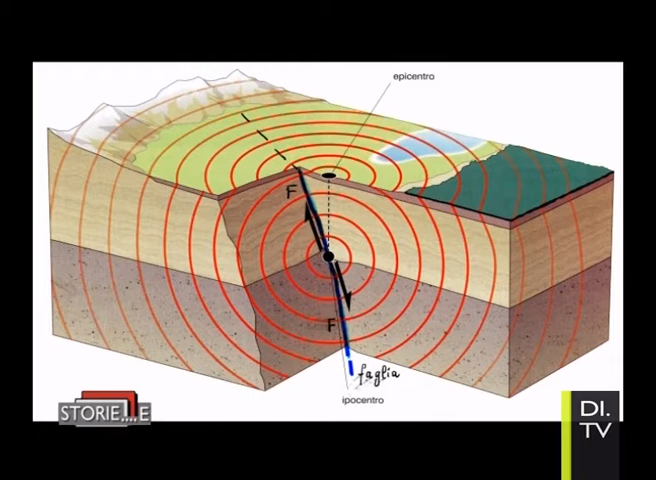 epicentro
F
F
faglia
ipocentro
STORIE....E
DI.
TV